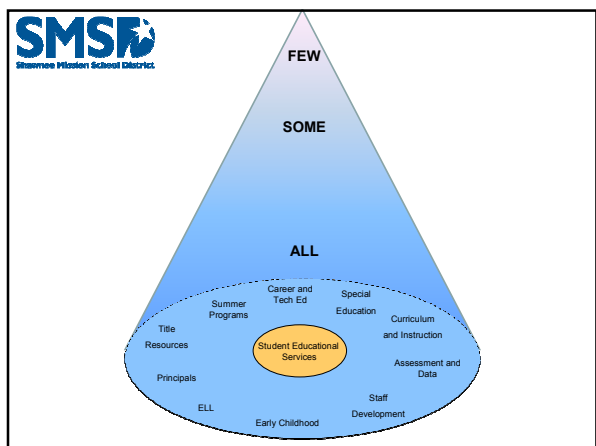 SMSD
Shawnee Mission School District
FEW
SOME
ALL
Career and
Tech Ed
Special
Education
Summer
Programs
Curriculum
and Instruction
Title
Resources
Student Educational
Services
Assessment and
Data
Principals
Staff
Development
ELL
Early Childhood